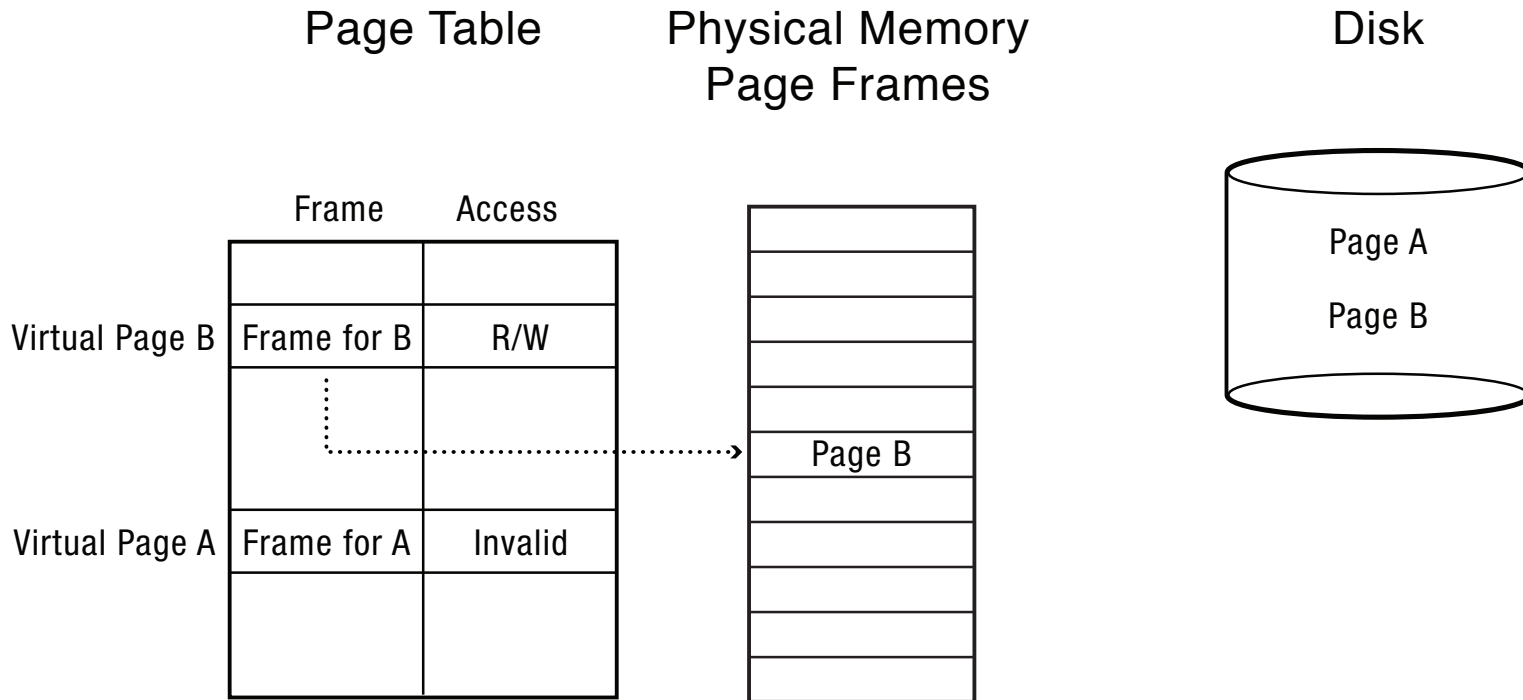 Page Table
Physical Memory
Page Frames
Disk
Frame Access
Virtual Page B Frame for B R/W
Page B
Virtual Page A Frame for A Invalid
Page A
Page B